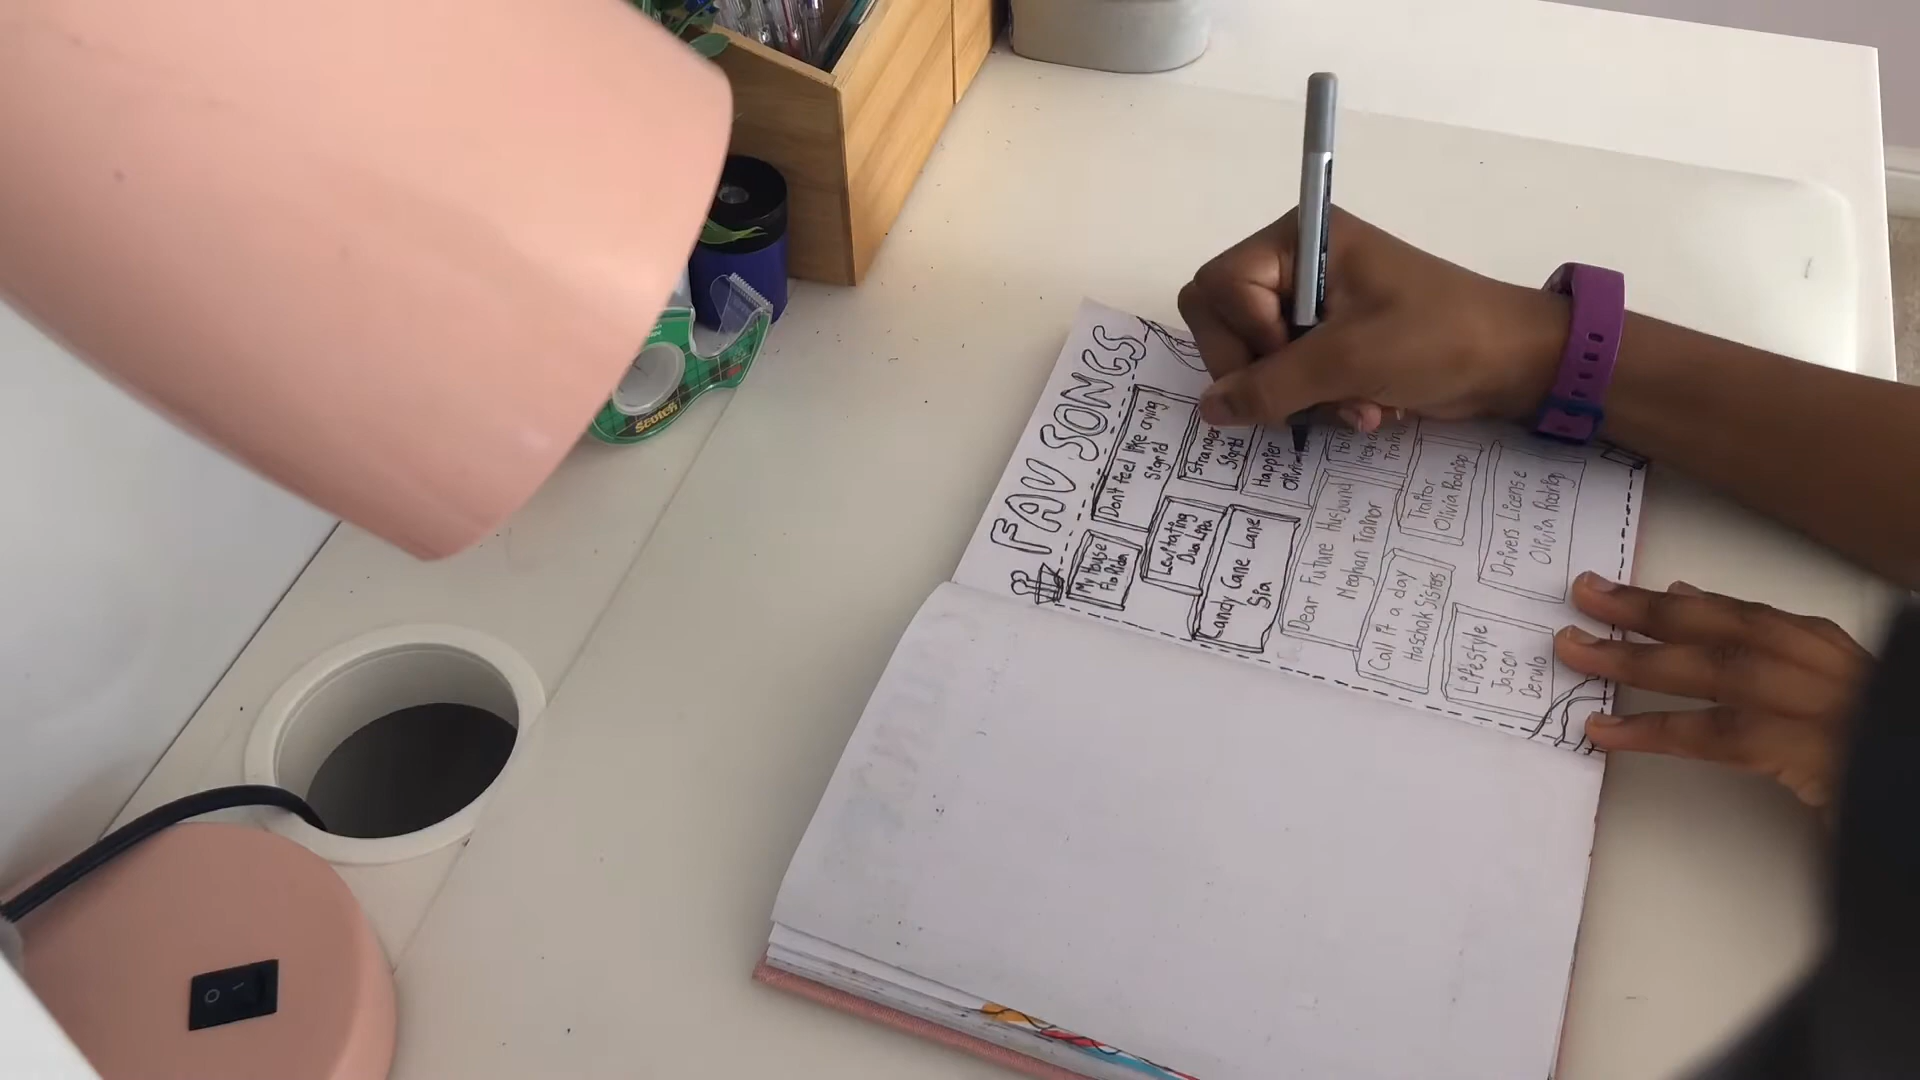 FAV SONGS
Don't feel like crying
Sigrid
Stranger
Sigrid
Happier
My House
Flo Rida
Levitating
Dua Lipa
Candy Cane Lane
Sia
Dear Future Husband
Meghan Trainor
Traitor
Olivia Rodrigo
Drivers License
Olivia Rodrigo
Call it a day
Haschak Sisters
Lifestyle
Jason
Derulo
Scotch